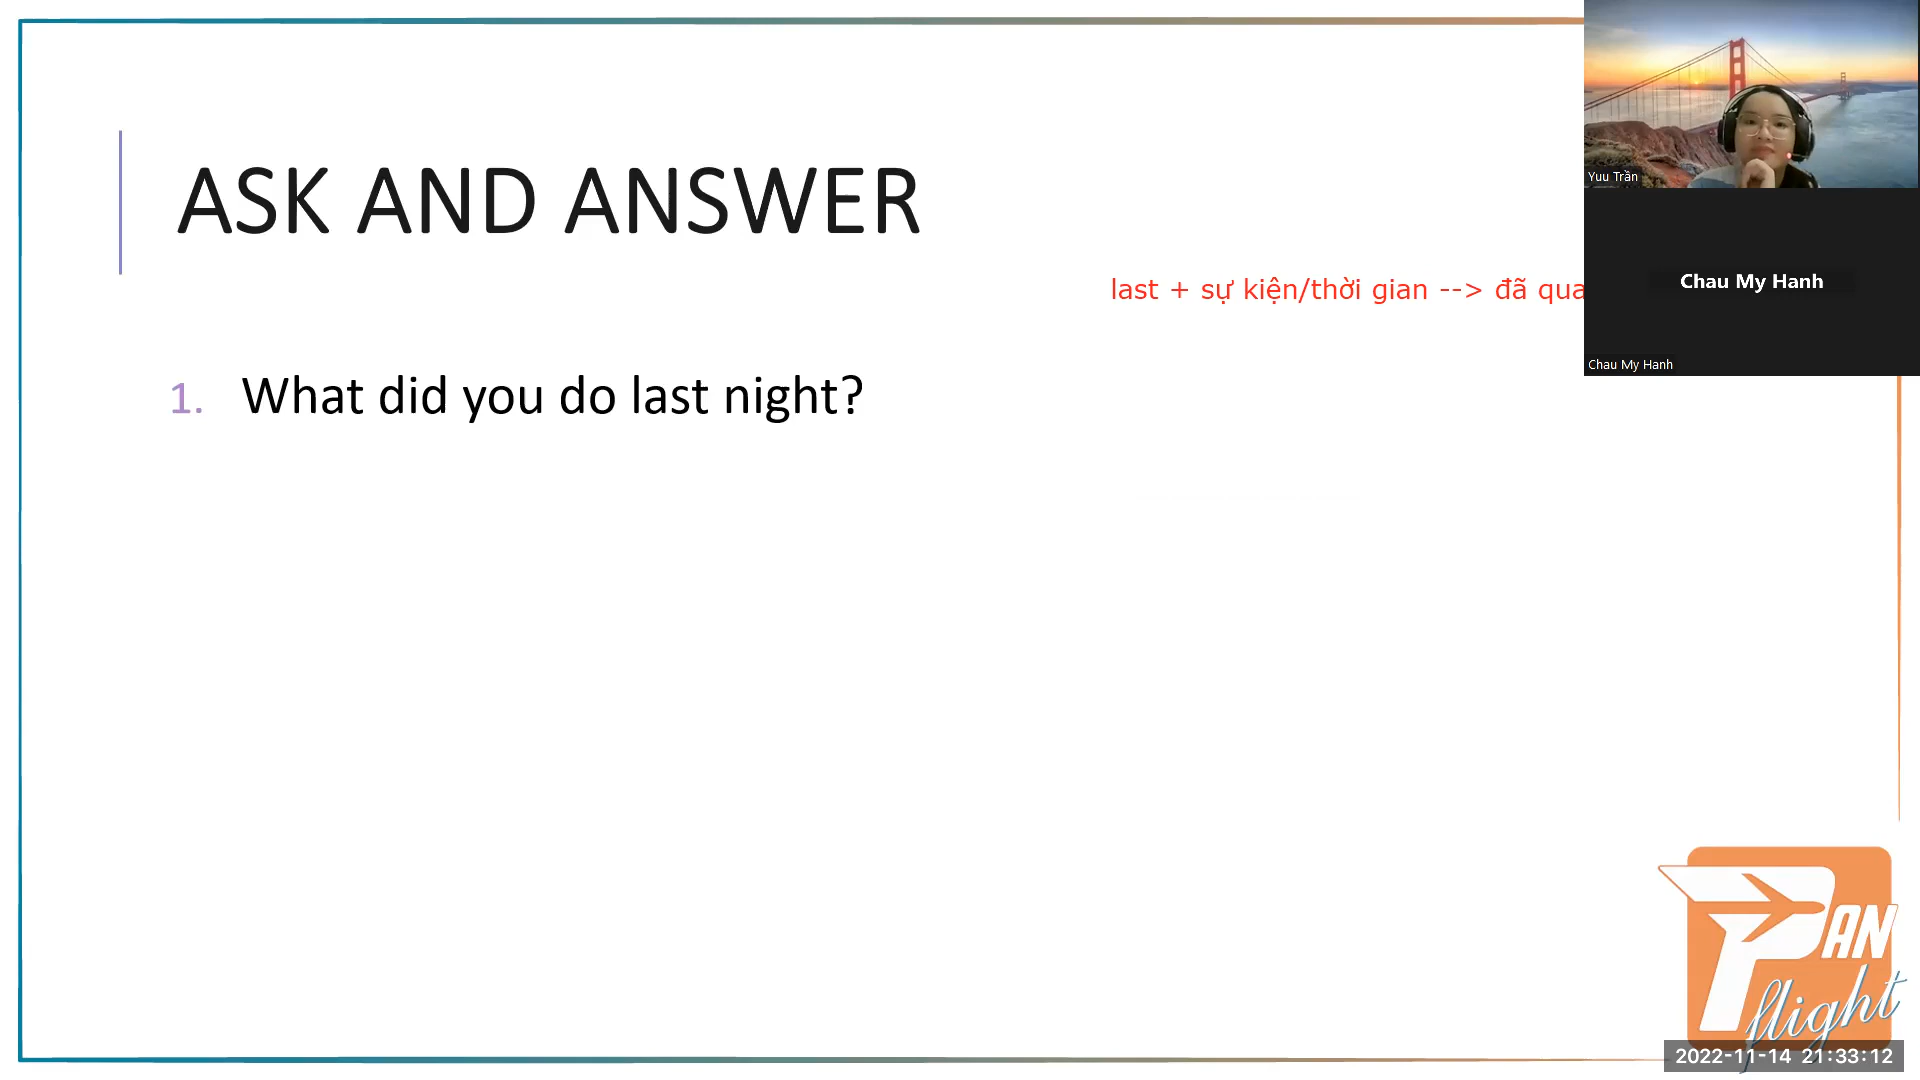 ASK AND ANSWER
last + sự kiện/thời gian --> đã qua
1. What did you do last night?
Yuu Trần
Chau My Hanh
Chau My Hanh
PAN
flight
2022-11-14 21:33:12